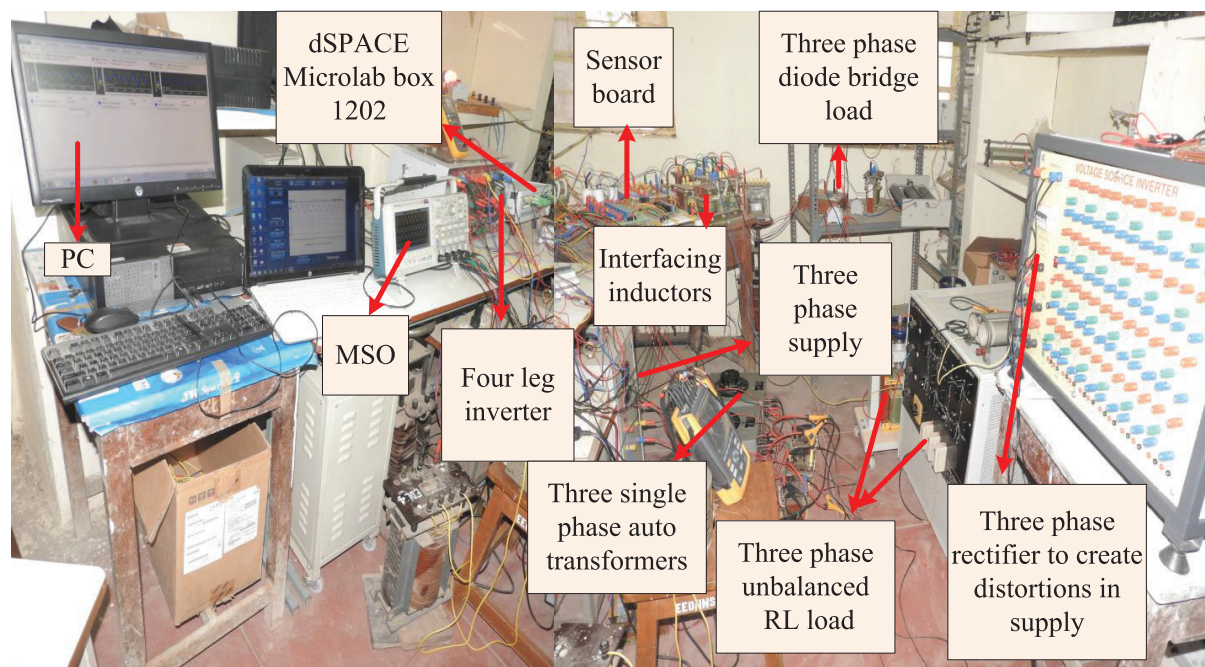 dSPACE
Microlab box
1202
Sensor
board
Three phase
diode bridge
load
VOLTAGE SOURCE INVERTER
PC
Interfacing
inductors
Three
phase
supply
MSO
Four leg
inverter
Three single
phase auto
transformers
Three phase
unbalanced
RL load
Three phase
rectifier to create
distortions in
supply